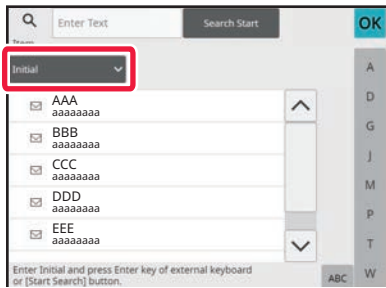 Enter Text
Search Start
OK
Item
Initial
A
AAA
aaaaaaaa
D
BBB
aaaaaaaa
G
CCC
aaaaaaaa
J
DDD
aaaaaaaa
M
EEE
aaaaaaaa
P
T
Enter Initial and press Enter key of external keyboard
or [Start Search] button.
ABC
W